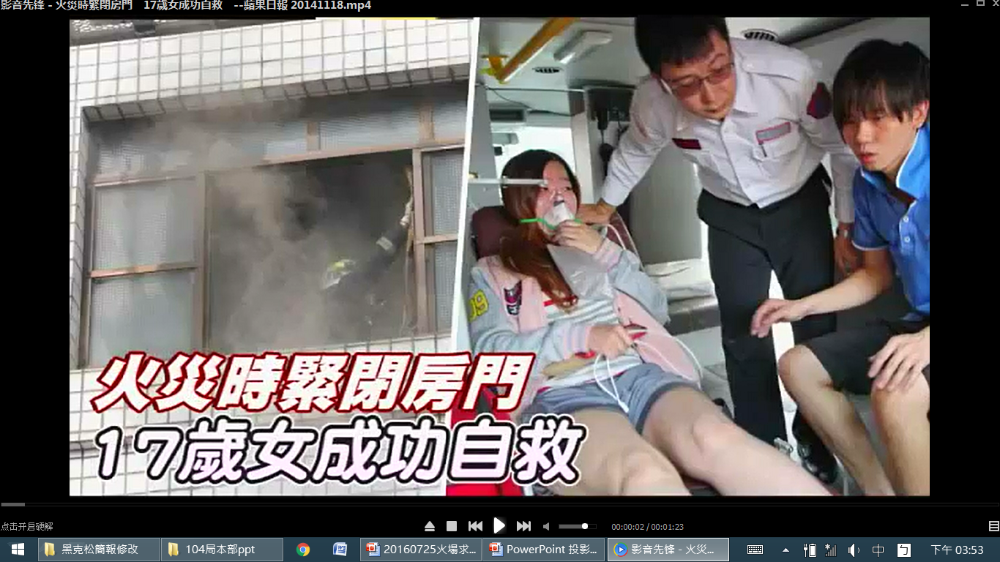 影音先锋 - 火災時緊閉房門　17歲女成功自救　--蘋果日報 20141118.mp4
火災時緊閉房門
17歲女成功自救
点击开启硬解
00:00:02 / 00:01:23
黑克松簡報修改
104局本部ppt
20160725火場求...
PowerPoint 投影...
影音先锋 - 火災...
中
ㄅ
下午 03:53